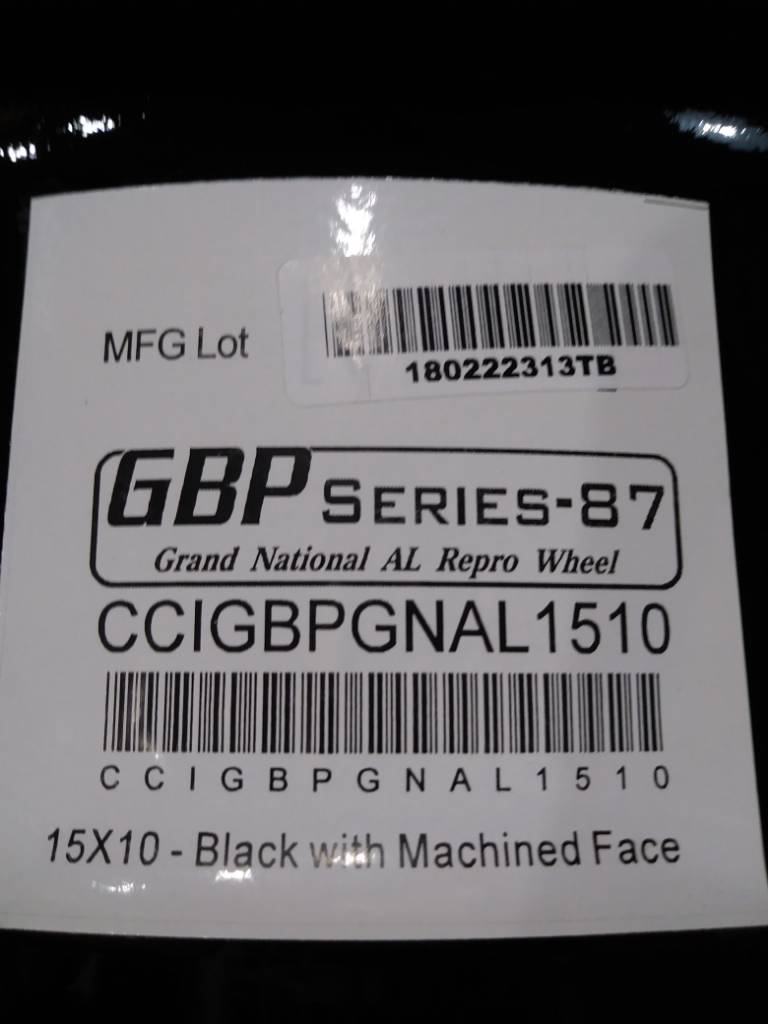 MFG Lot
180222313TB
GBP SERIES-87
Grand National AL Repro Wheel
CCIGBPGNAL1510
C C I G B P G N A L 1 5 1 0
15X10 - Black with Machined Face